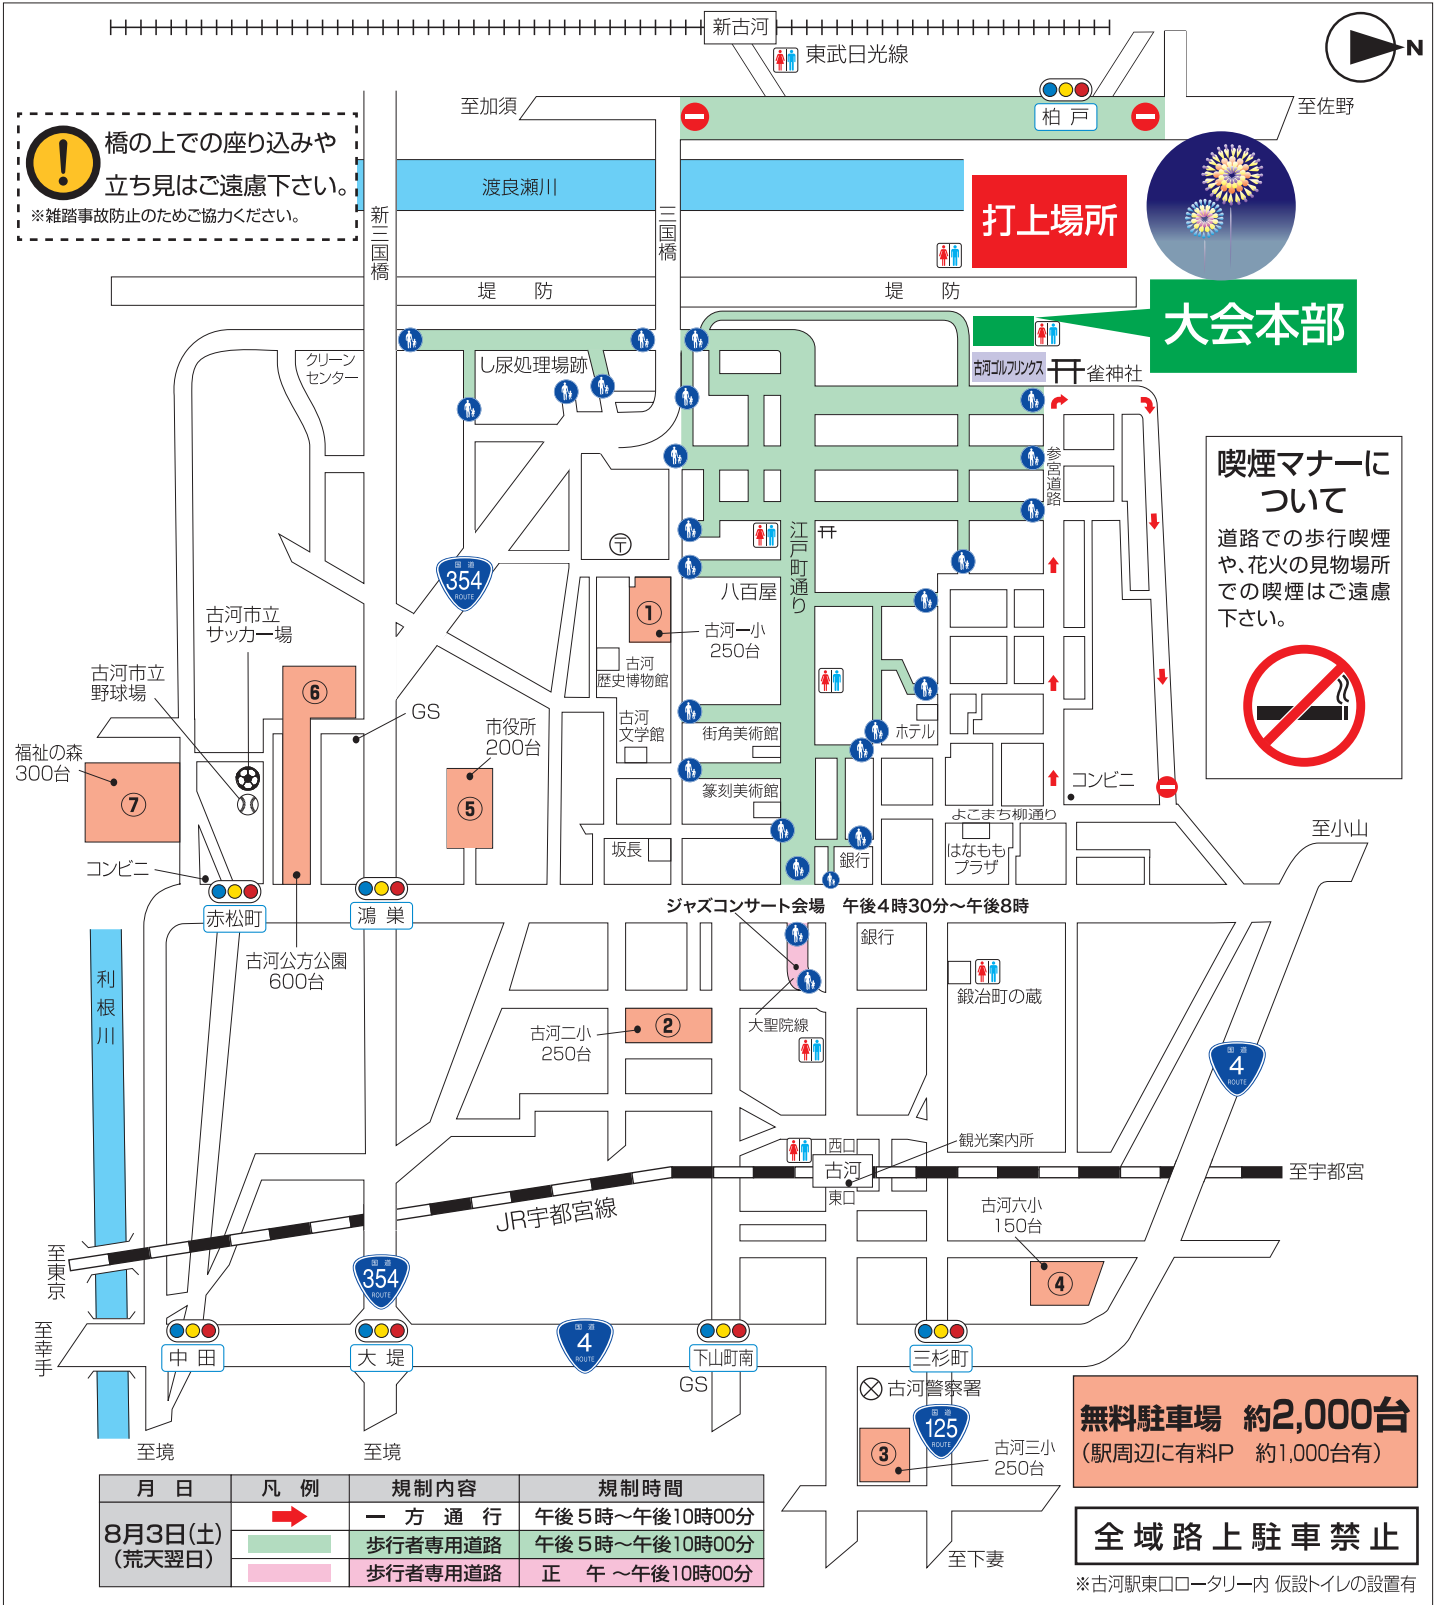 新古河
東武日光線
N
至加須
柏戸
至佐野
橋の上での座り込みや
立ち見はご遠慮下さい。
※雑踏事故防止のためご協力ください。
渡良瀬川
新三国橋
三国橋
打上場所
堤　防
堤　防
大会本部
クリーン
センター
し尿処理場跡
古河ゴルフリンクス
雀神社
参宮道路
喫煙マナーに
ついて
道路での歩行喫煙
や、花火の見物場所
での喫煙はご遠慮
下さい。
江戸町通り
国道
354
ROUTE
八百屋
①
古河一小
250台
古河市立
サッカー場
古河市立
野球場
⑥
古河
歴史博物館
GS
古河
文学館
市役所
200台
街角美術館
ホテル
福祉の森
300台
⑦
⑤
篆刻美術館
コンビニ
よこまち柳通り
はなもも
プラザ
坂長
銀行
コンビニ
至小山
赤松町
鴻巣
ジャズコンサート会場　午後4時30分～午後8時
銀行
古河公方公園
600台
利根川
鍛冶町の蔵
大聖院線
古河二小
250台
②
国道
4
ROUTE
西口
観光案内所
古河
東口
至宇都宮
JR宇都宮線
古河六小
150台
④
至東京
国道
354
ROUTE
至幸手
国道
4
ROUTE
中田
大堤
下山町南
三杉町
GS
古河警察署
国道
125
ROUTE
③
古河三小
250台
至境
至境
至下妻
無料駐車場　約2,000台
（駅周辺に有料P　約1,000台有）
全域路上駐車禁止
※古河駅東口ロータリー内 仮設トイレの設置有
月日　凡例　規制内容　規制時間
8月3日(土)
(荒天翌日)
一方通行　午後5時～午後10時00分
歩行者専用道路　午後5時～午後10時00分
歩行者専用道路　正　午～午後10時00分